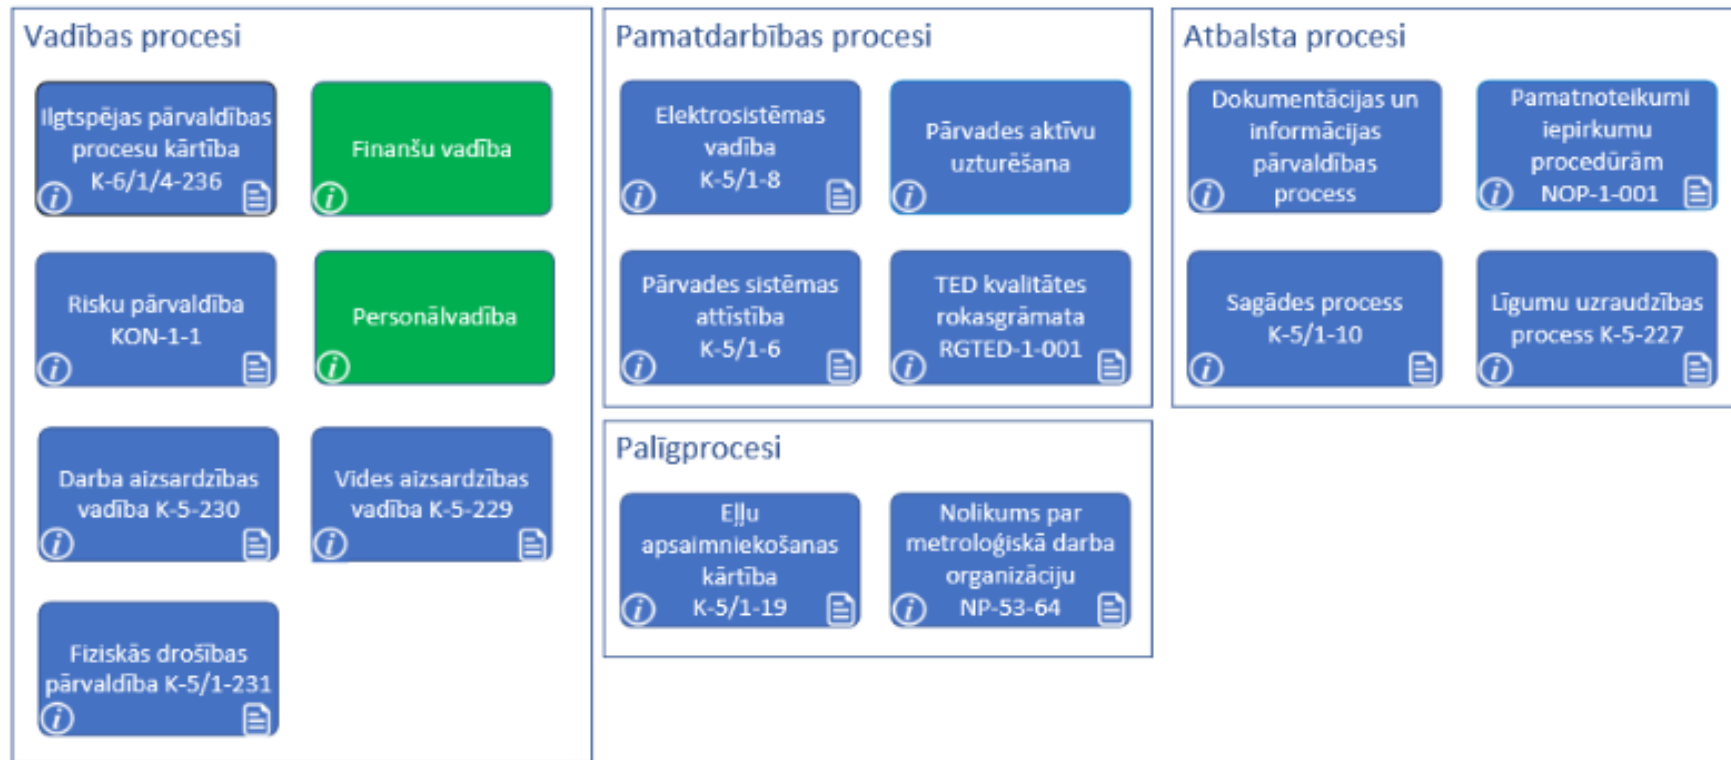 Vadības procesi
Ilgtspējas pārvaldības
procesu kārtība
K-6/1/4-236
Finanšu vadība
Risku pārvaldība
KON-1-1
Personālvadība
Darba aizsardzības
vadība K-5-230
Vides aizsardzības
vadība K-5-229
Fiziskās drošības
pārvaldība K-5/1-231
Pamatdarbības procesi
Elektrosistēmas
vadība
K-5/1-8
Pārvades aktīvu
uzturēšana
Pārvades sistēmas
attīstība
K-5/1-6
TED kvalitātes
rokasgrāmata
RGTED-1-001
Palīgprocesi
Eļļu
apsaimniekošanas
kārtība
K-5/1-19
Nolikums par
metroloģiskā darba
organizāciju
NP-53-64
Atbalsta procesi
Dokumentācijas un
informācijas
pārvaldības
process
Pamatnoteikumi
iepirkumu
procedūrām
NOP-1-001
Sagādes process
K-5/1-10
Līgumu uzraudzības
process K-5-227